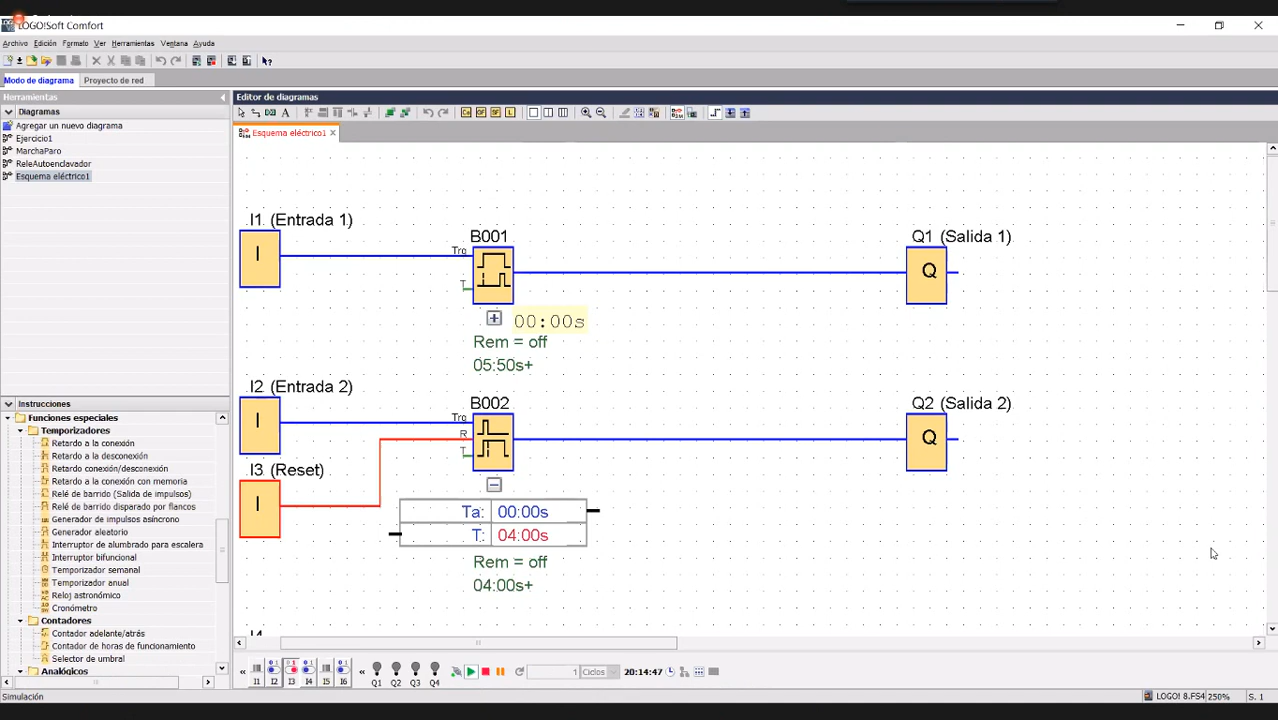 LOGO!Soft Comfort
Archivo Edición Formato Ver Herramientas Ventana Ayuda
Modo de diagrama Proyecto de red
Herramientas
Diagramas
Agregar un nuevo diagrama
Ejercicio1
MarchaParo
ReleAutoenclavador
Esquema eléctrico1
Instrucciones
Funciones especiales
Temporizadores
Retardo a la conexión
Retardo a la desconexión
Retardo conexión/desconexión
Retardo a la conexión con memoria
Relé de barrido (Salida de impulsos)
Relé de barrido disparado por flancos
Generador de impulsos asíncrono
Generador aleatorio
Interruptor de alumbrado para escalera
Interruptor bifuncional
Temporizador semanal
Temporizador anual
Reloj astronómico
Cronómetro
Contadores
Contador adelante/atrás
Contador de horas de funcionamiento
Selector de umbral
Analógicos
Editor de diagramas
Esquema eléctrico1
I1 (Entrada 1)
I
Trg
T
B001
00:00s
Rem = off
05:50s+
Q1 (Salida 1)
Q
I2 (Entrada 2)
I
Trg
R
T
B002
Q2 (Salida 2)
Q
I3 (Reset)
I
Ta: 00:00s
T: 04:00s
Rem = off
04:00s+
I4
I1 I2 I3 I4 I5 I6 Q1 Q2 Q3 Q4 1 Ciclos 20:14:47
Simulación LOGO! 8.FS4 250% S. 1